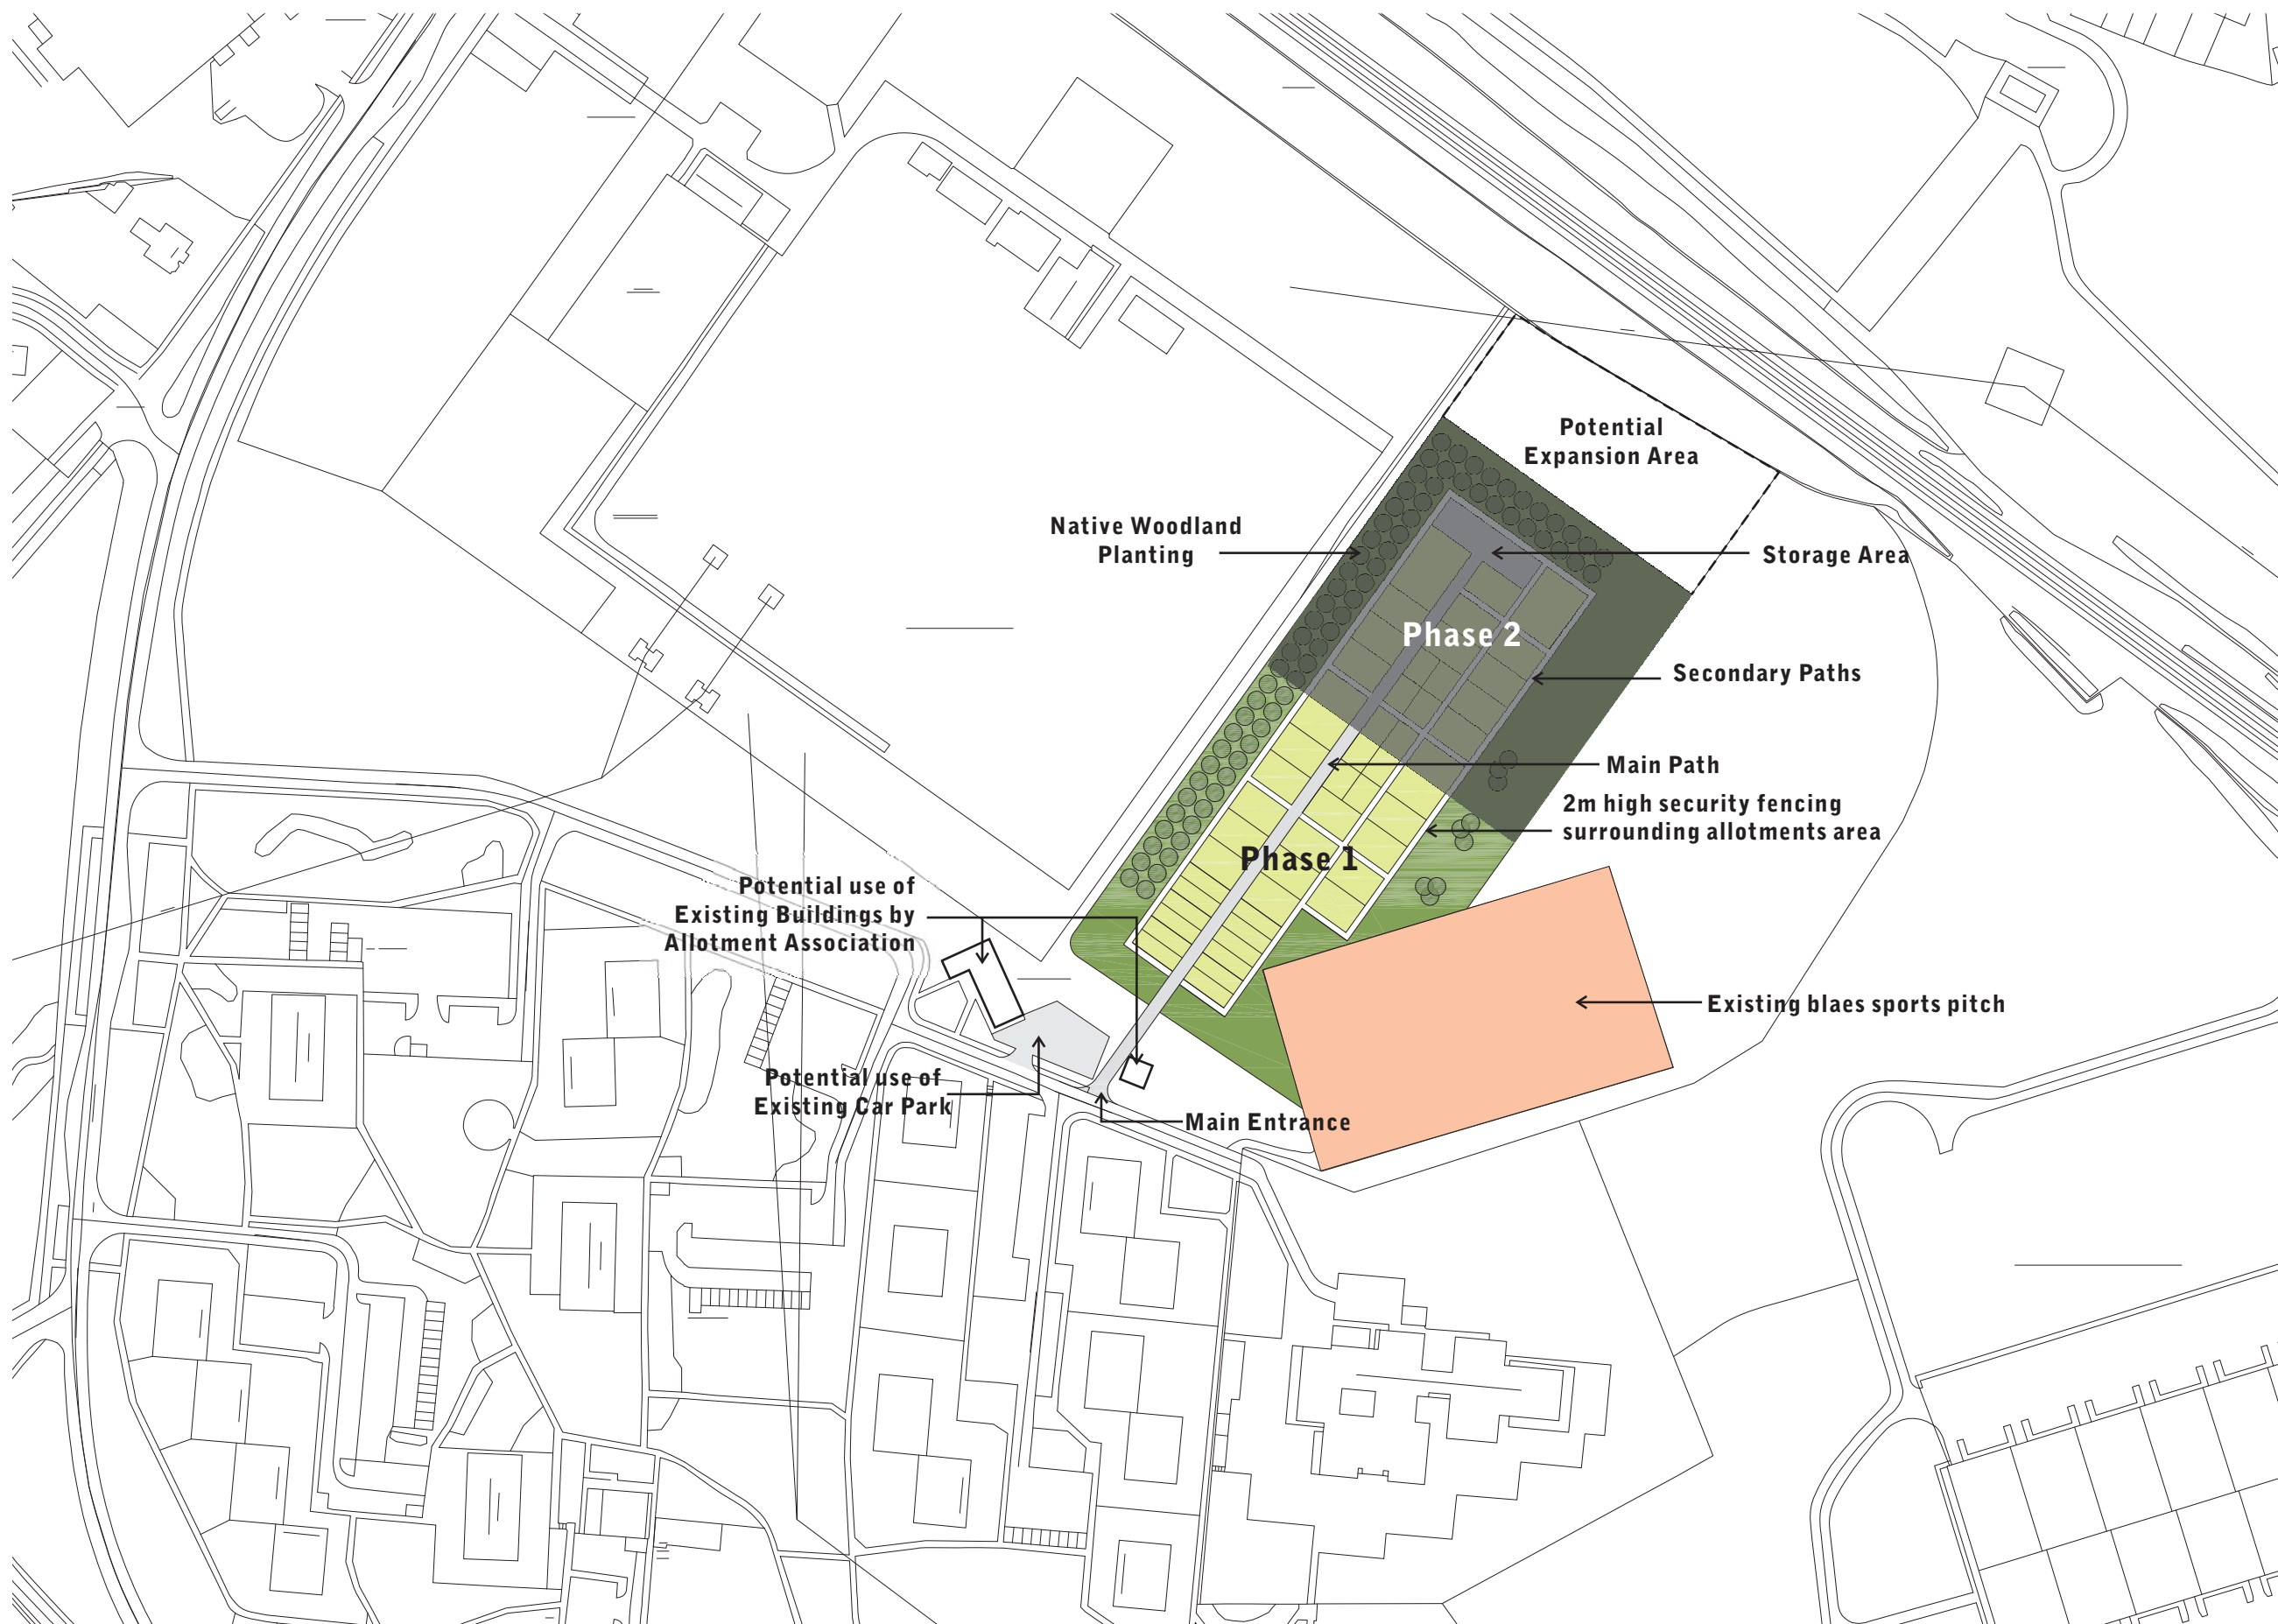 Potential
Expansion Area
Native Woodland
Planting
Storage Area
Phase 2
Secondary Paths
Main Path
2m high security fencing
surrounding allotments area
Phase 1
Potential use of
Existing Buildings by
Allotment Association
Existing blaes sports pitch
Potential use of
Existing Car Park
Main Entrance